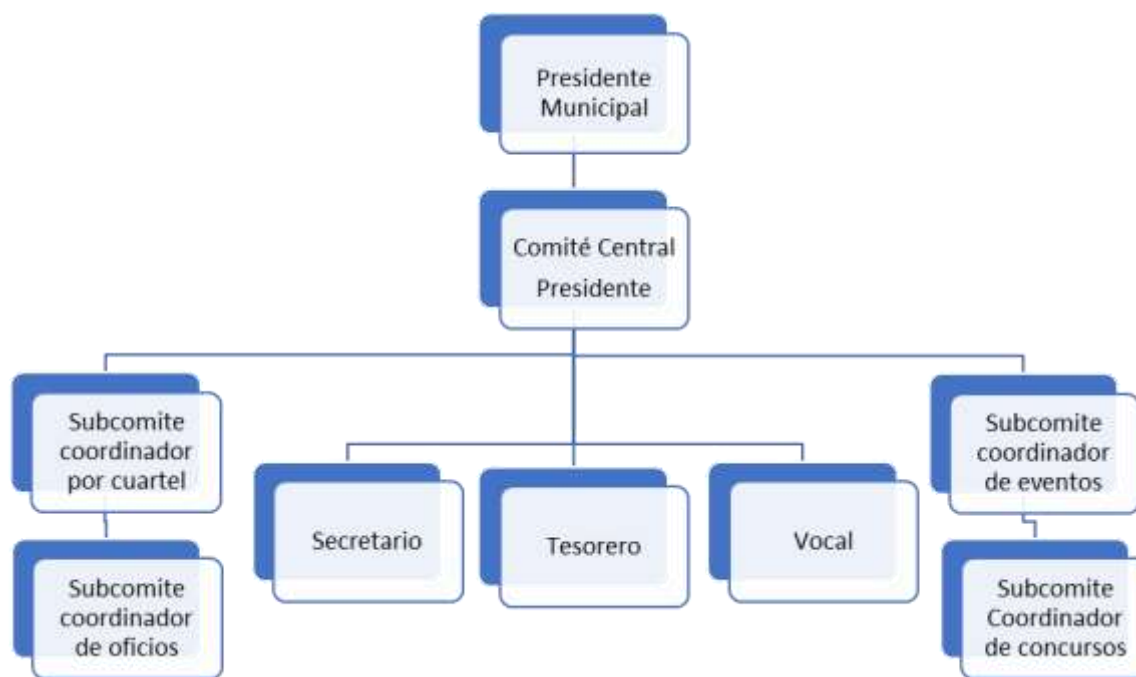 Presidente
Municipal
Comité Central
Presidente
Subcomite
coordinador
por cuartel
Subcomite
coordinador
de eventos
Secretario
Tesorero
Vocal
Subcomite
coordinador
de oficios
Subcomite
Coordinador
de concursos